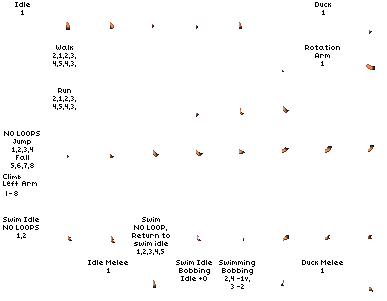 Idle
1
Duck
1
Walk
2,1,2,3,
4,5,4,3,
Rotation
Arm
1
Run
2,1,2,3,
4,5,4,3,
NO LOOPS
Jump
1,2,3,4
Fall
5,6,7,8
Climb
Left Arm
1-8
Swim Idle
NO LOOPS
1,2
Swim
NO LOOP,
Return to
swim idle
1,2,3,4,5
Swim Idle
Bobbing
Idle +0
Swimming
Bobbing
2,4 -1v,
3 -2
Idle Melee
1
Duck Melee
1